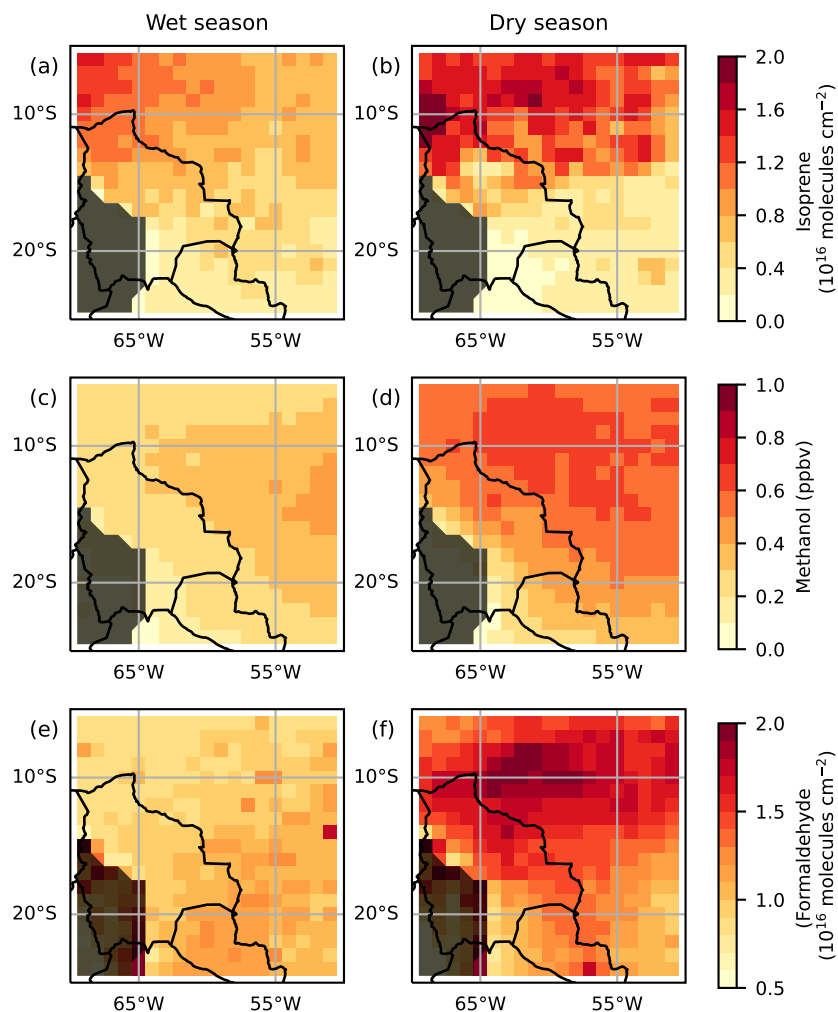 Wet season
Dry season
(a)
(b)
10°S
20°S
65°W
55°W
65°W
55°W
2.0
1.6
1.2
0.8
0.4
0.0
Isoprene
(10¹⁶ molecules cm⁻²)
(c)
(d)
10°S
10°S
20°S
20°S
65°W
55°W
65°W
55°W
1.0
0.8
0.6
0.4
0.2
0.0
Methanol (ppbv)
(e)
(f)
10°S
10°S
20°S
20°S
65°W
55°W
65°W
55°W
2.0
1.5
1.0
0.5
(Formaldehyde
(10¹⁶ molecules cm⁻²)
10°S
20°S